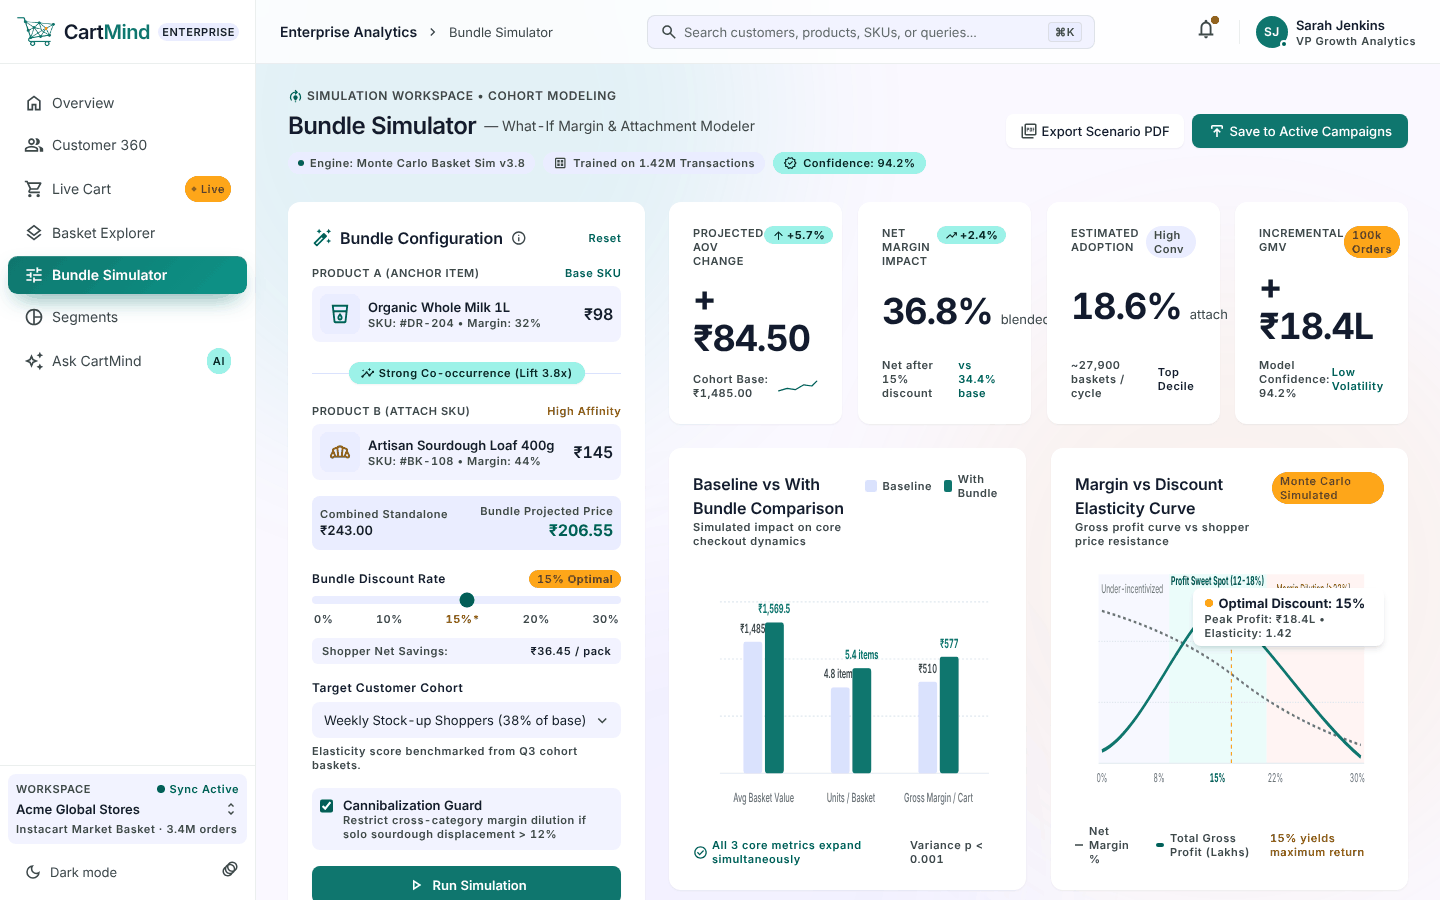 CartMind ENTERPRISE
Enterprise Analytics > Bundle Simulator
Search customers, products, SKUs, or queries... ⌘K
SJ
Sarah Jenkins
VP Growth Analytics
Overview
Customer 360
Live Cart
• Live
Basket Explorer
Bundle Simulator
Segments
Ask CartMind
AI
WORKSPACE
Sync Active
Acme Global Stores
Instacart Market Basket · 3.4M orders
Dark mode
SIMULATION WORKSPACE • COHORT MODELING
Bundle Simulator — What-If Margin & Attachment Modeler
Engine: Monte Carlo Basket Sim v3.8
Trained on 1.42M Transactions
Confidence: 94.2%
PDF
Export Scenario PDF
Save to Active Campaigns
Bundle Configuration
Reset
PRODUCT A (ANCHOR ITEM)
Base SKU
Organic Whole Milk 1L
SKU: #DR-204 • Margin: 32%
₹98
Strong Co-occurrence (Lift 3.8x)
PRODUCT B (ATTACH SKU)
High Affinity
Artisan Sourdough Loaf 400g
SKU: #BK-108 • Margin: 44%
₹145
Combined Standalone
₹243.00
Bundle Projected Price
₹206.55
Bundle Discount Rate
15% Optimal
0% 10% 15%* 20% 30%
Shopper Net Savings:
₹36.45 / pack
Target Customer Cohort
Weekly Stock-up Shoppers (38% of base)
Elasticity score benchmarked from Q3 cohort
baskets.
Cannibalization Guard
Restrict cross-category margin dilution if
solo sourdough displacement > 12%
Run Simulation
PROJECTED
AOV
CHANGE
+5.7%
+
₹84.50
Cohort Base:
₹1,485.00
NET
MARGIN
IMPACT
+2.4%
36.8% blended
Net after
15%
discount
vs
34.4%
base
ESTIMATED
ADOPTION
High
Conv
18.6% attach
~27,900
baskets /
cycle
Top
Decile
INCREMENTAL
GMV
100k
Orders
+
₹18.4L
Model
Confidence:
94.2%
Low
Volatility
Baseline vs With
Bundle Comparison
Simulated impact on core
checkout dynamics
Baseline
With
Bundle
₹1,485
₹1,569.5
4.8 item
5.4 items
₹510
₹577
Avg Basket Value
Units / Basket
Gross Margin / Cart
All 3 core metrics expand
simultaneously
Variance p <
0.001
Margin vs Discount
Elasticity Curve
Gross profit curve vs shopper
price resistance
Monte Carlo
Simulated
Under-incentivized
Profit Sweet Spot (12-18%)
Optimal Discount: 15%
Peak Profit: ₹18.4L •
Elasticity: 1.42
0% 8% 15% 22% 30%
Net
Margin
%
Total Gross
Profit (Lakhs)
15% yields
maximum return